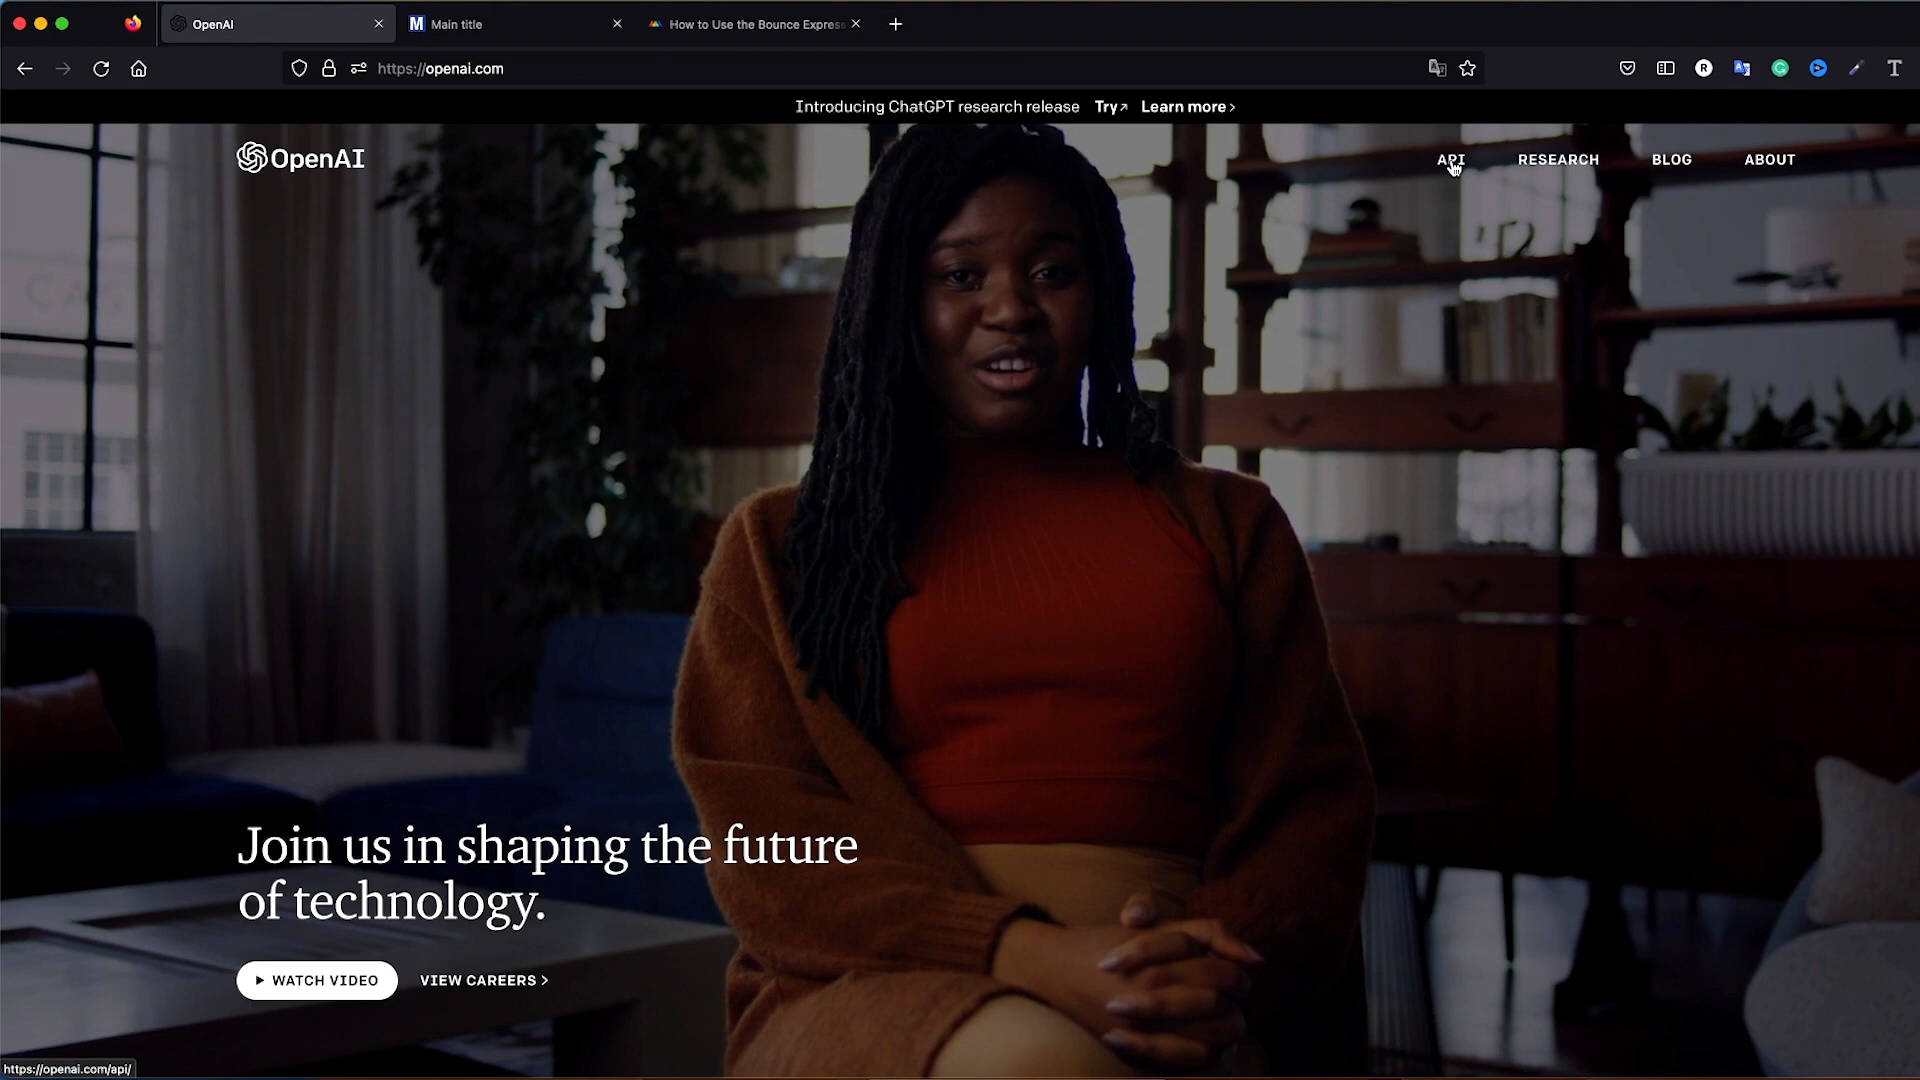 OpenAI
Main title
How to Use the Bounce Express
https://openai.com
Introducing ChatGPT research release Try↗ Learn more >
OpenAI
API RESEARCH BLOG ABOUT
Join us in shaping the future
of technology.
WATCH VIDEO VIEW CAREERS >
https://openai.com/api/